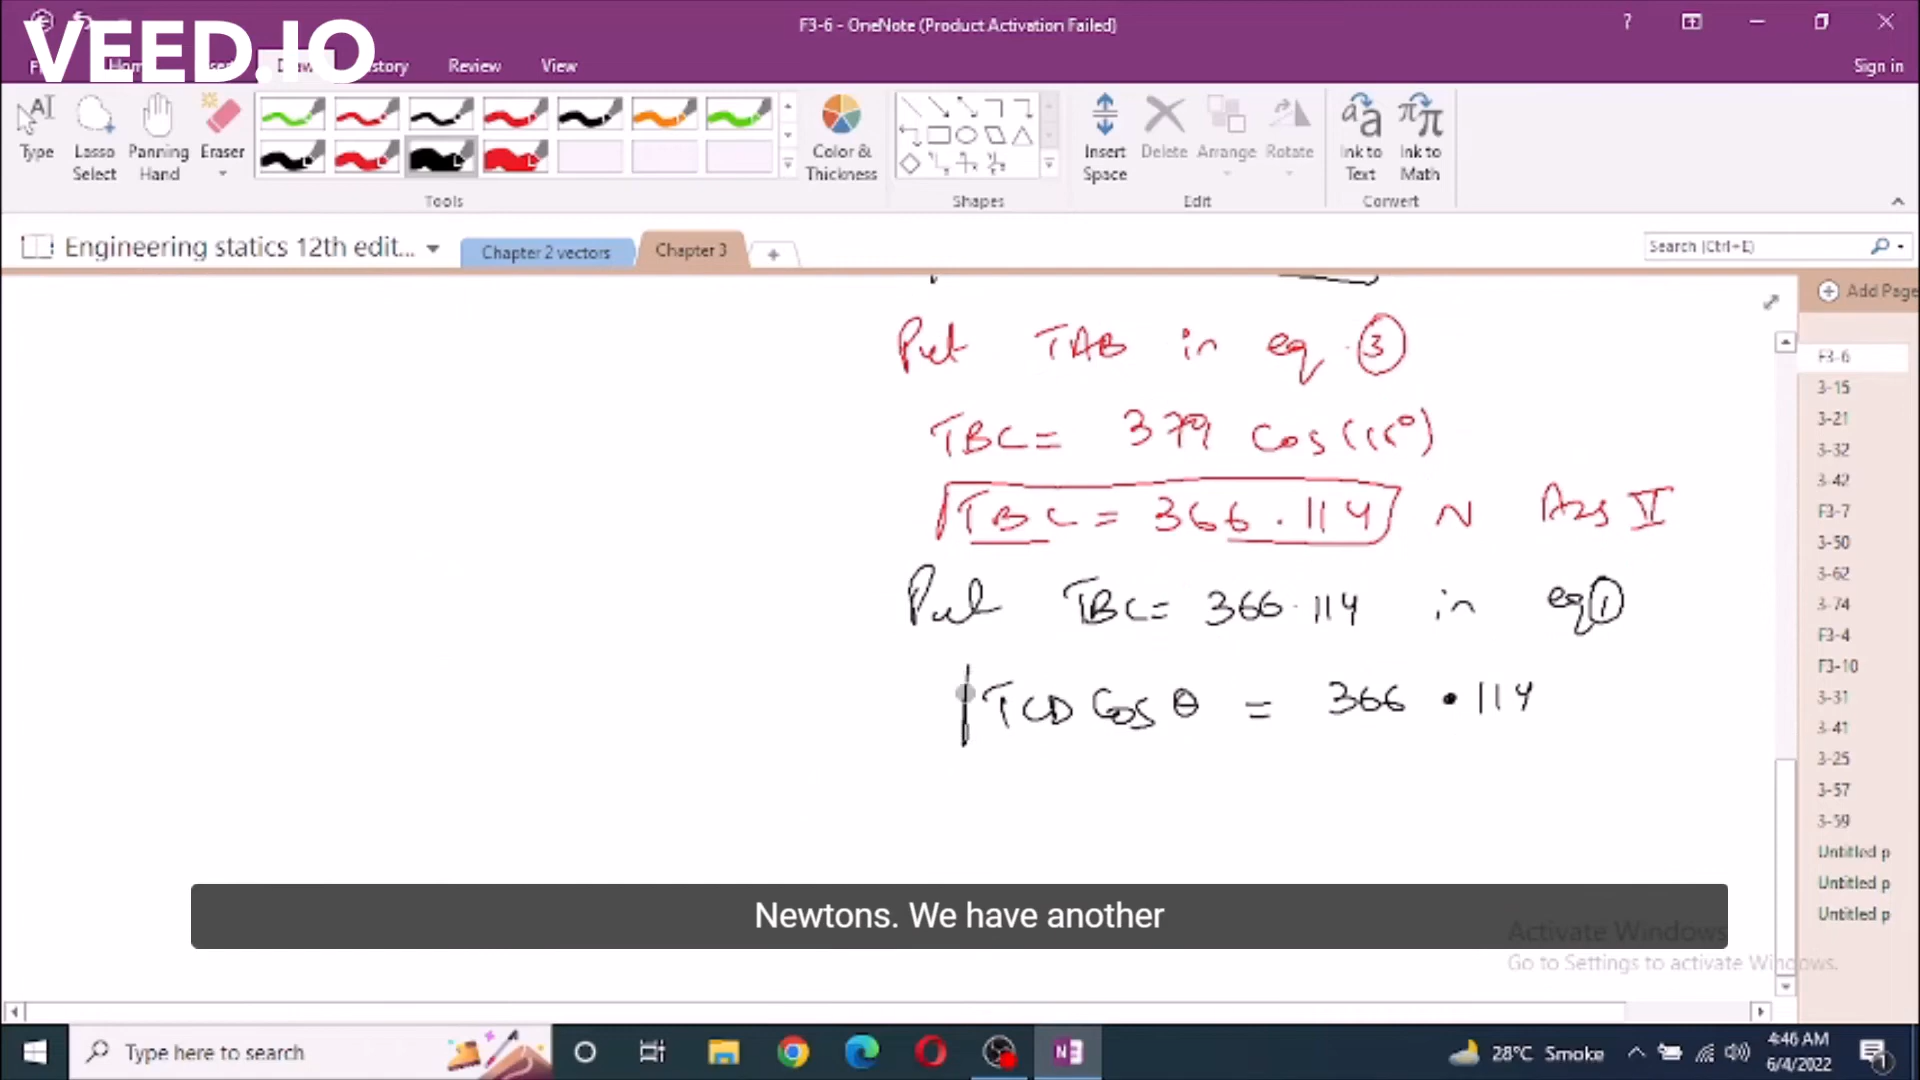 VEED.IO
F3-6 - OneNote (Product Activation Failed)
Review View
Sign in
Type
Lasso Select
Panning Hand
Eraser
Color & Thickness
Insert Space
Delete
Arrange
Rotate
Ink to Text
Ink to Math
Tools
Shapes
Edit
Convert
Engineering statics 12th edit...
Chapter 2 vectors
Chapter 3
Search (Ctrl+E)
Put TAB in eq. ③
TBC = 379 Cos(15°)
TBC = 366.114 N Ans II
Put TBC = 366.114 in eq ①
TCD Cos θ = 366.114
Add Page
F3-6
3-15
3-21
3-32
3-42
F3-7
3-50
3-62
3-74
F3-4
F3-10
3-31
3-41
3-25
3-57
3-59
Untitled p
Untitled p
Untitled p
Newtons. We have another
Activate Windows
Go to Settings to activate Windows.
Type here to search
28°C Smoke
4:46 AM
6/4/2022